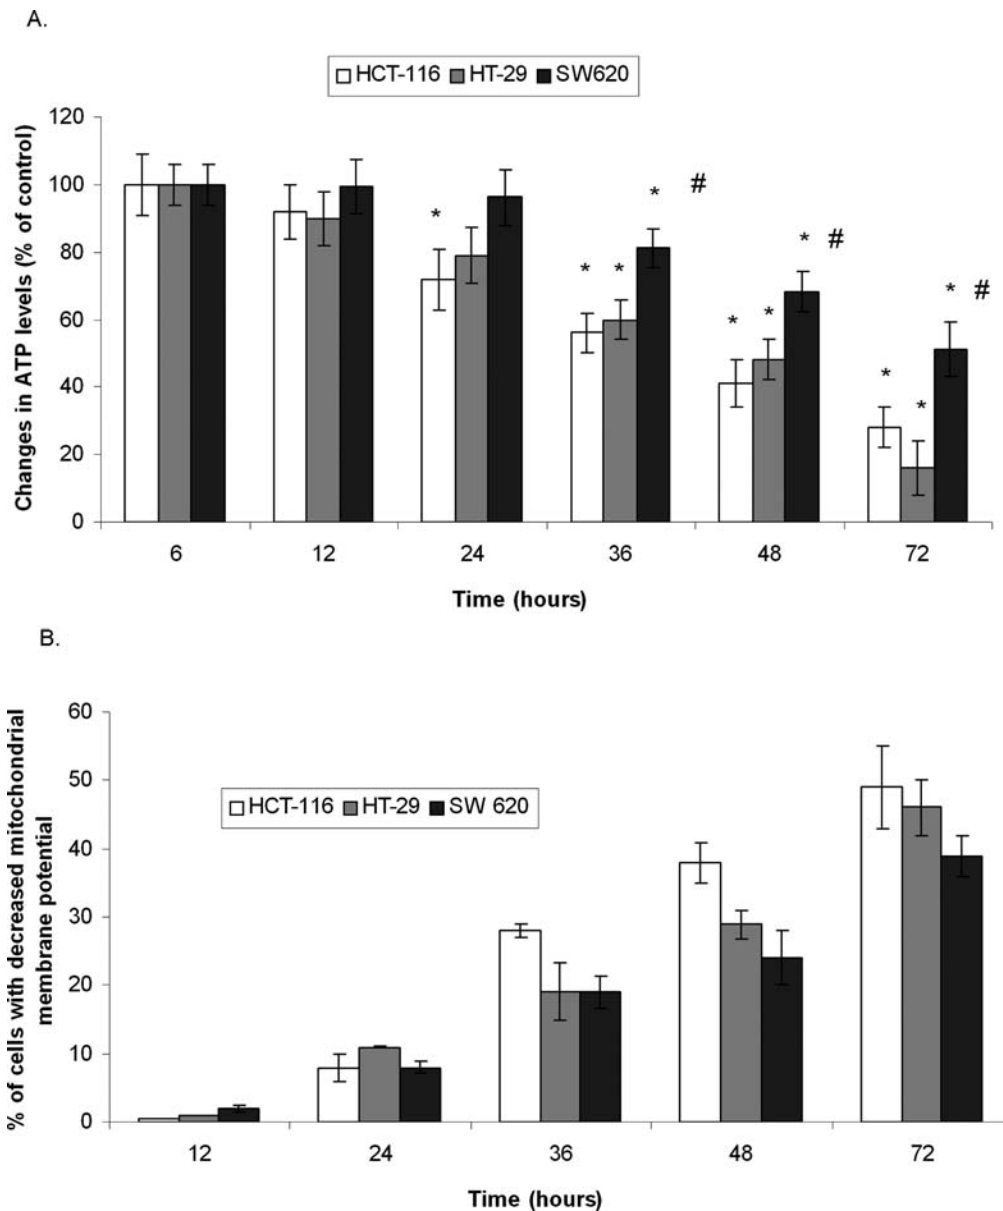 A.
HCT-116 HT-29 SW620
Changes in ATP levels (% of control)
120
100
80
60
40
20
0
* * * * # * * * # * * * #
6 12 24 36 48 72
Time (hours)
B.
% of cells with decreased mitochondrial
membrane potential
60
50
40
30
20
10
0
HCT-116 HT-29 SW 620
12 24 36 48 72
Time (hours)